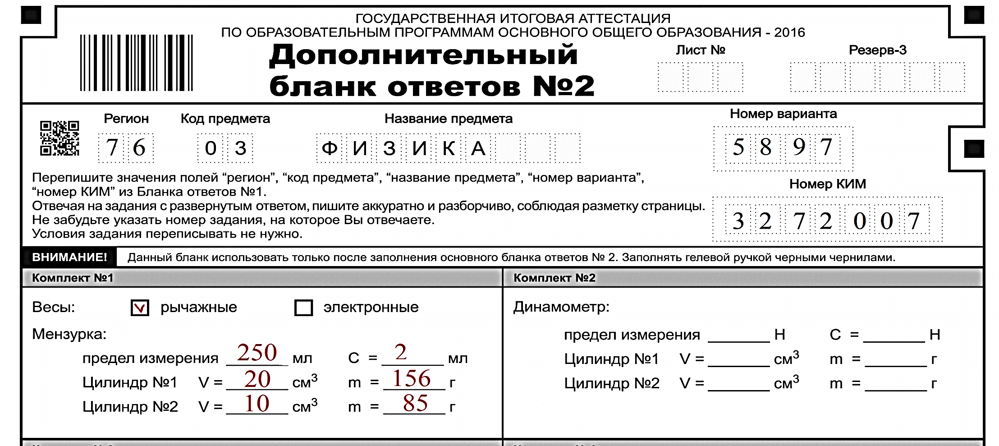 ГОСУДАРСТВЕННАЯ ИТОГОВАЯ АТТЕСТАЦИЯ
ПО ОБРАЗОВАТЕЛЬНЫМ ПРОГРАММАМ ОСНОВНОГО ОБЩЕГО ОБРАЗОВАНИЯ - 2016
Дополнительный
бланк ответов №2
Лист № Резерв-3
Регион Код предмета Название предмета Номер варианта
76 03 ФИЗИКА 5897
Перепишите значения полей “регион”, “код предмета”, “название предмета”, “номер варианта”,
“номер КИМ” из Бланка ответов №1.
Отвечая на задания с развернутым ответом, пишите аккуратно и разборчиво, соблюдая разметку страницы.
Не забудьте указать номер задания, на которое Вы отвечаете.
Условия задания переписывать не нужно.
Номер КИМ
3272007
ВНИМАНИЕ! Данный бланк использовать только после заполнения основного бланка ответов № 2. Заполнять гелевой ручкой черными чернилами.
Комплект №1
Весы: V рычажные электронные
Мензурка:
предел измерения 250 мл C = 2 мл
Цилиндр №1 V = 20 см³ m = 156 г
Цилиндр №2 V = 10 см³ m = 85 г
Комплект №2
Динамометр:
предел измерения ______ Н C = ______ Н
Цилиндр №1 V = ______ см³ m = ______ г
Цилиндр №2 V = ______ см³ m = ______ г